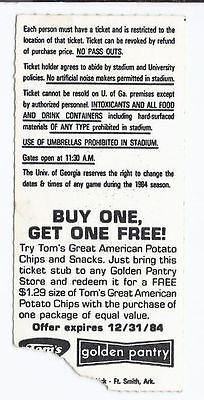 Each person must have a ticket and is restricted to
the location of that ticket. Ticket can be revoked by refund
of purchase price. NO PASS OUTS.
Ticket holder agrees to abide by stadium and University
policies. No artificial noise makers permitted in stadium.
Ticket cannot be resold on U. of Ga. premises except
by authorized personnel. INTOXICANTS AND ALL FOOD
AND DRINK CONTAINERS including hard-surfaced
materials OF ANY TYPE prohibited in stadium.
USE OF UMBRELLAS PROHIBITED IN STADIUM.
Gates open at 11:30 A.M.
The Univ. of Georgia reserves the right to change the
dates & times of any game during the 1984 season.
BUY ONE,
GET ONE FREE!
Try Tom's Great American Potato
Chips and Snacks. Just bring this
ticket stub to any Golden Pantry
Store and redeem it for a FREE
$1.29 size of Tom's Great American
Potato Chips with the purchase of
one package of equal value.
Offer expires 12/31/84
Tom's golden pantry
- Ft. Smith, Ark.